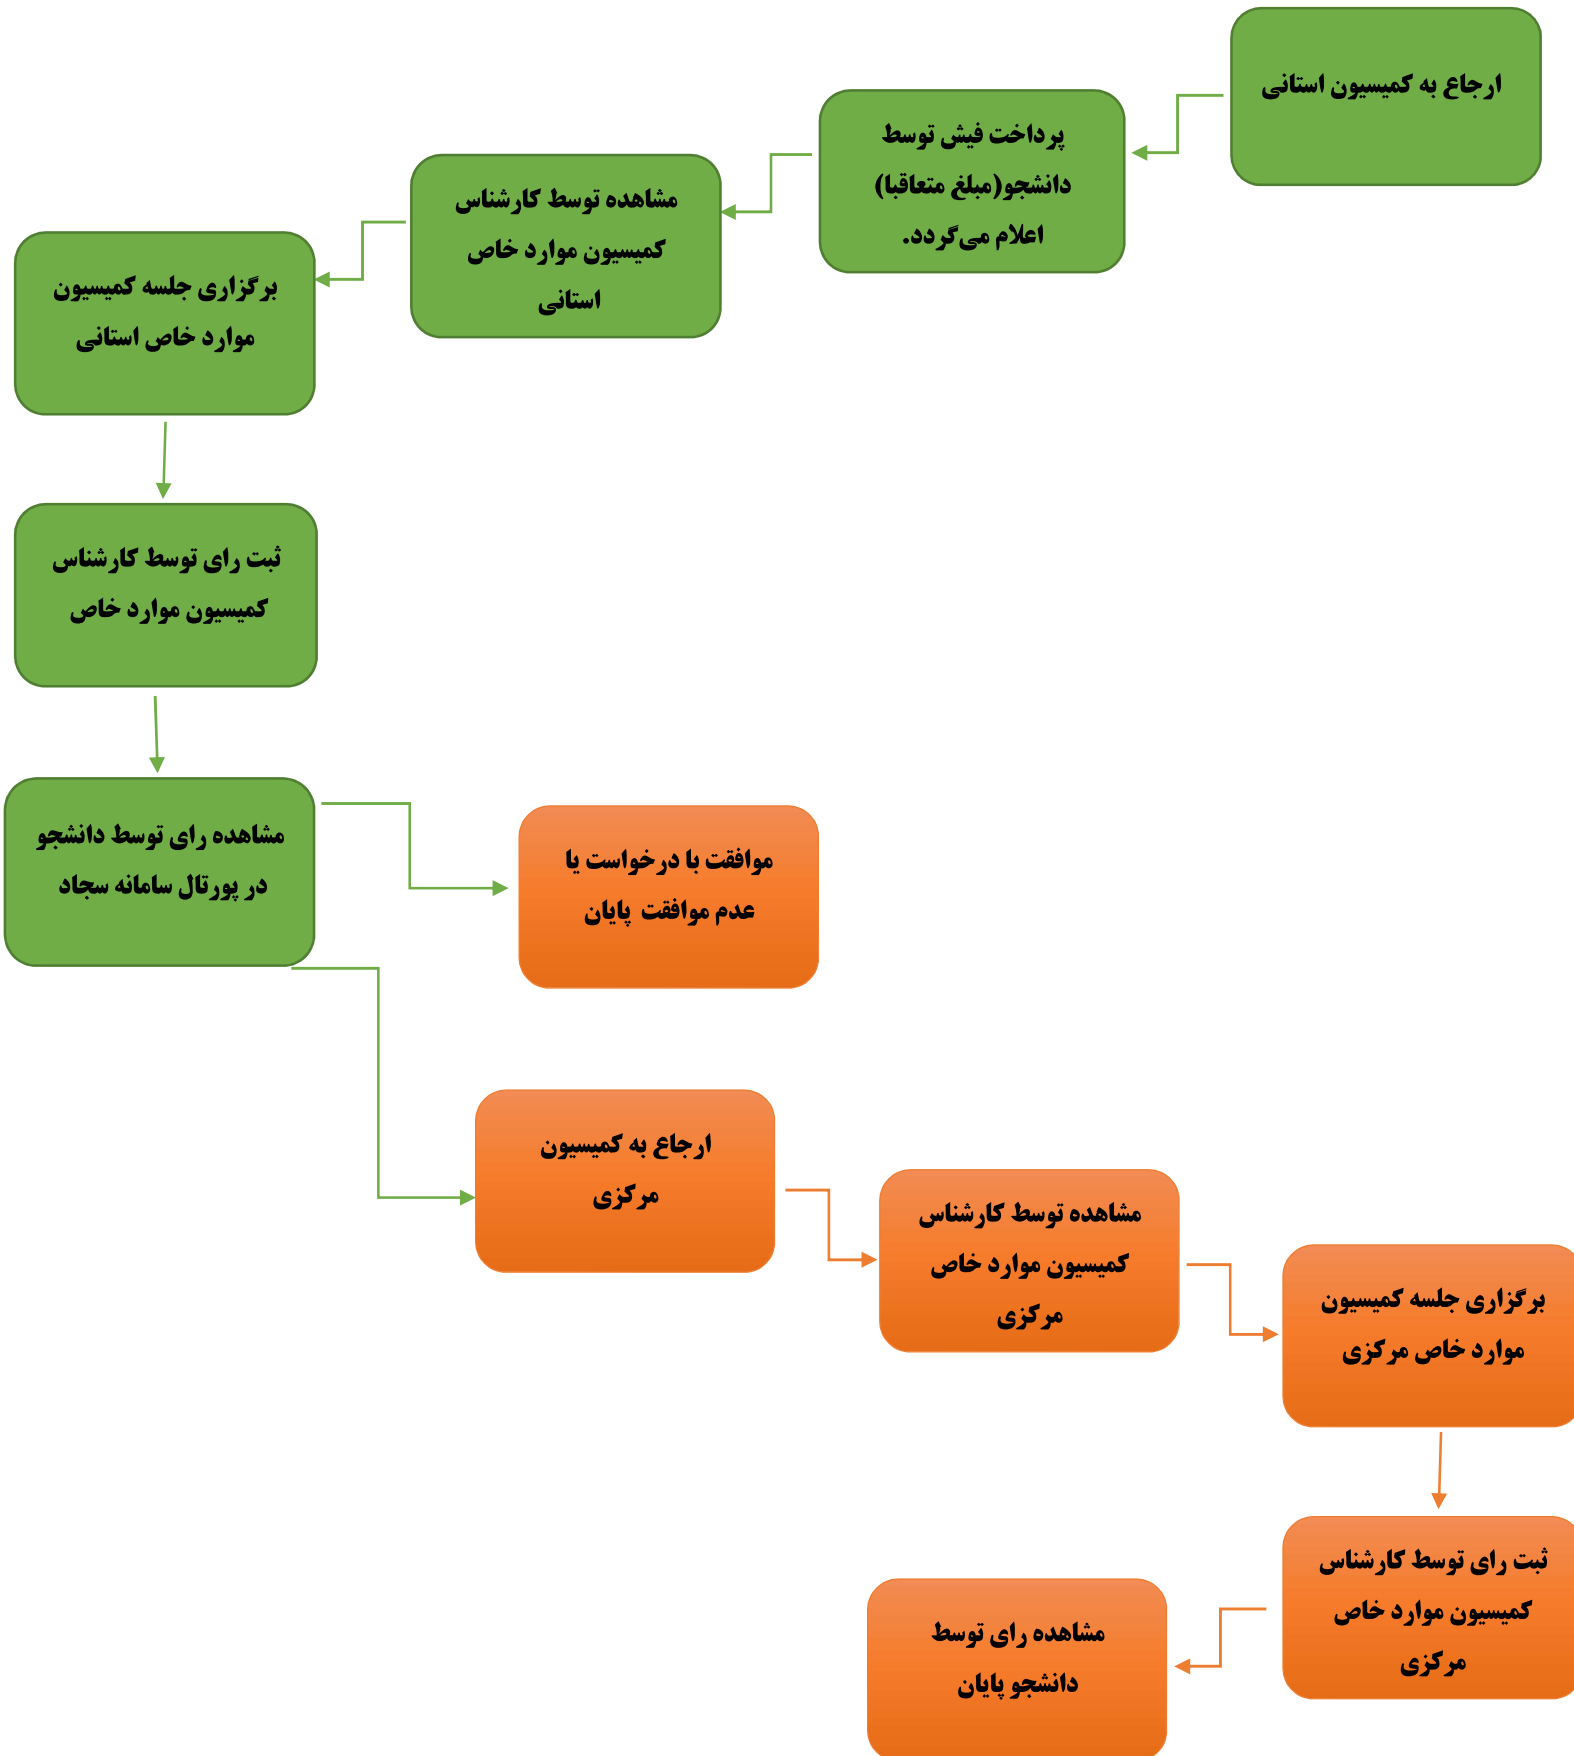 ارجاع به کمیسیون استانی
پرداخت فیش توسط
دانشجو(مبلغ متعاقبا)
اعلام می‌گردد.
مشاهده توسط کارشناس
کمیسیون موارد خاص
استانی
برگزاری جلسه کمیسیون
موارد خاص استانی
ثبت رای توسط کارشناس
کمیسیون موارد خاص
مشاهده رای توسط دانشجو
در پورتال سامانه سجاد
موافقت با درخواست یا
عدم موافقت پایان
ارجاع به کمیسیون
مرکزی
مشاهده توسط کارشناس
کمیسیون موارد خاص
مرکزی
برگزاری جلسه کمیسیون
موارد خاص مرکزی
ثبت رای توسط کارشناس
کمیسیون موارد خاص
مرکزی
مشاهده رای توسط
دانشجو پایان